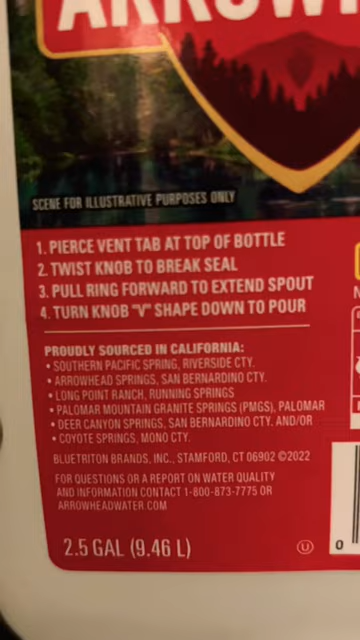 SCENE FOR ILLUSTRATIVE PURPOSES ONLY
1. PIERCE VENT TAB AT TOP OF BOTTLE
2. TWIST KNOB TO BREAK SEAL
3. PULL RING FORWARD TO EXTEND SPOUT
4. TURN KNOB "V" SHAPE DOWN TO POUR
PROUDLY SOURCED IN CALIFORNIA:
• SOUTHERN PACIFIC SPRING, RIVERSIDE CTY.
• ARROWHEAD SPRINGS, SAN BERNARDINO CTY.
• LONG POINT RANCH, RUNNING SPRINGS
• PALOMAR MOUNTAIN GRANITE SPRINGS (PMGS), PALOMAR
• DEER CANYON SPRINGS, SAN BERNARDINO CTY. AND/OR
• COYOTE SPRINGS, MONO CTY.
BLUETRITON BRANDS, INC., STAMFORD, CT 06902 ©2022
FOR QUESTIONS OR A REPORT ON WATER QUALITY
AND INFORMATION CONTACT 1-800-873-7775 OR
ARROWHEADWATER.COM
2.5 GAL (9.46 L)
U
0